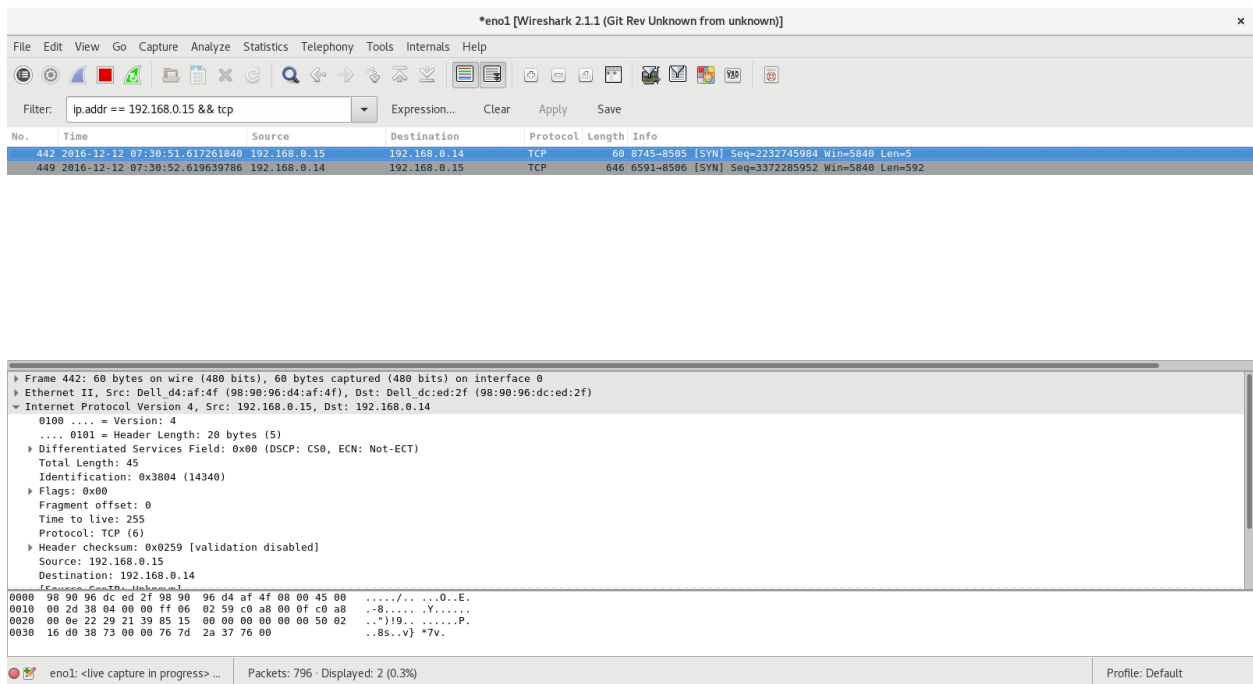 *eno1 [Wireshark 2.1.1 (Git Rev Unknown from unknown)]
×
File Edit View Go Capture Analyze Statistics Telephony Tools Internals Help
Filter: ip.addr == 192.168.0.15 && tcp Expression... Clear Apply Save
No. Time Source Destination Protocol Length Info
442 2016-12-12 07:30:51.617261840 192.168.0.15 192.168.0.14 TCP 60 8745→8505 [SYN] Seq=2232745984 Win=5840 Len=5
449 2016-12-12 07:30:52.619639786 192.168.0.14 192.168.0.15 TCP 646 6591→8506 [SYN] Seq=3372285952 Win=5840 Len=592
Frame 442: 60 bytes on wire (480 bits), 60 bytes captured (480 bits) on interface 0
Ethernet II, Src: Dell_d4:af:4f (98:90:96:d4:af:4f), Dst: Dell_dc:ed:2f (98:90:96:dc:ed:2f)
Internet Protocol Version 4, Src: 192.168.0.15, Dst: 192.168.0.14
0100 .... = Version: 4
.... 0101 = Header Length: 20 bytes (5)
Differentiated Services Field: 0x00 (DSCP: CS0, ECN: Not-ECT)
Total Length: 45
Identification: 0x3804 (14340)
Flags: 0x00
Fragment offset: 0
Time to live: 255
Protocol: TCP (6)
Header checksum: 0x0259 [validation disabled]
Source: 192.168.0.15
Destination: 192.168.0.14
[Source GeoIP: Unknown]
0000 98 90 96 dc ed 2f 98 90 96 d4 af 4f 08 00 45 00 ...../.. ...O..E.
0010 00 2d 38 04 00 00 ff 06 02 59 c0 a8 00 0f c0 a8 .-8..... .Y......
0020 00 0e 22 29 21 39 85 15 00 00 00 00 00 00 50 02 ..")!9.. ......P.
0030 16 d0 38 73 00 00 76 7d 2a 37 76 00 ..8s..v} *7v.
eno1: <live capture in progress> ... Packets: 796 · Displayed: 2 (0.3%) Profile: Default